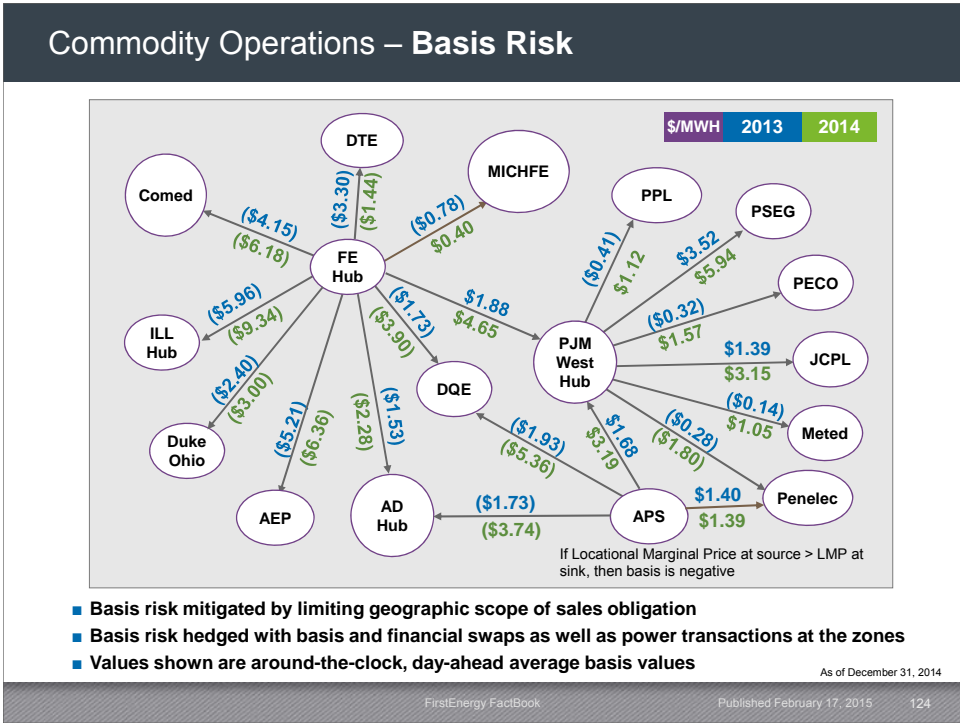 Commodity Operations – Basis Risk
$/MWH 2013 2014
DTE
MICHFE
Comed
PPL
PSEG
($3.30)
($1.44)
($0.78)
$0.40
($4.15)
($6.18)
FE
Hub
($0.41)
$1.12
$3.52
$5.94
PECO
($5.96)
($9.34)
($1.73)
($3.90)
$1.88
$4.65
($0.32)
$1.57
ILL
Hub
PJM
West
Hub
$1.39
$3.15
JCPL
($2.40)
($3.00)
DQE
($5.21)
($6.36)
($2.28)
($1.53)
($1.93)
($5.36)
$1.68
$3.19
($0.28)
($1.80)
($0.14)
$1.05
Meted
Duke
Ohio
AEP
AD
Hub
($1.73)
($3.74)
APS
$1.40
$1.39
Penelec
If Locational Marginal Price at source > LMP at
sink, then basis is negative
■ Basis risk mitigated by limiting geographic scope of sales obligation
■ Basis risk hedged with basis and financial swaps as well as power transactions at the zones
■ Values shown are around-the-clock, day-ahead average basis values
As of December 31, 2014
FirstEnergy FactBook Published February 17, 2015 124